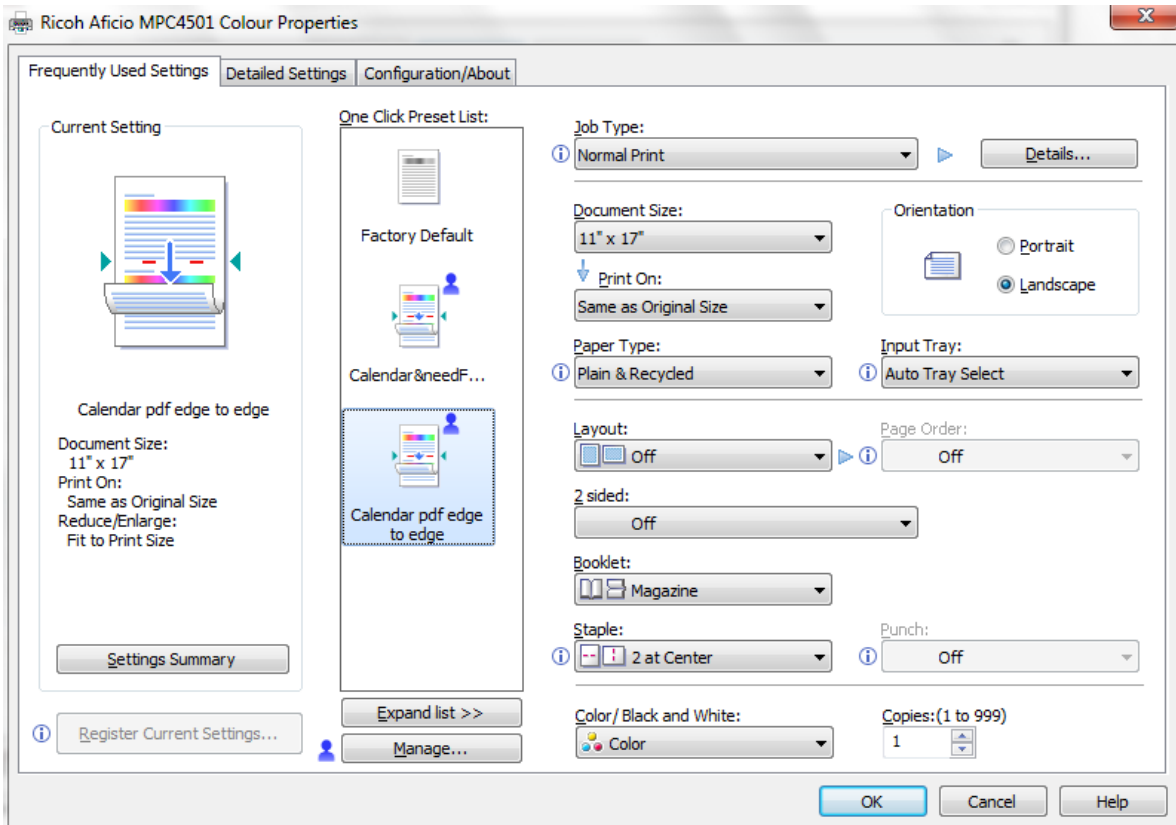 Ricoh Aficio MPC4501 Colour Properties
Frequently Used Settings
Detailed Settings
Configuration/About
Current Setting
Calendar pdf edge to edge
Document Size:
11" x 17"
Print On:
Same as Original Size
Reduce/Enlarge:
Fit to Print Size
Settings Summary
Register Current Settings...
One Click Preset List:
Factory Default
Calendar&needF...
Calendar pdf edge
to edge
Expand list >>
Manage...
Job Type:
Normal Print
Details...
Document Size:
11" x 17"
Print On:
Same as Original Size
Orientation
Portrait
Landscape
Paper Type:
Plain & Recycled
Input Tray:
Auto Tray Select
Layout:
Off
Page Order:
Off
2 sided:
Off
Booklet:
Magazine
Staple:
2 at Center
Punch:
Off
Color/ Black and White:
Color
Copies:(1 to 999)
1
OK
Cancel
Help